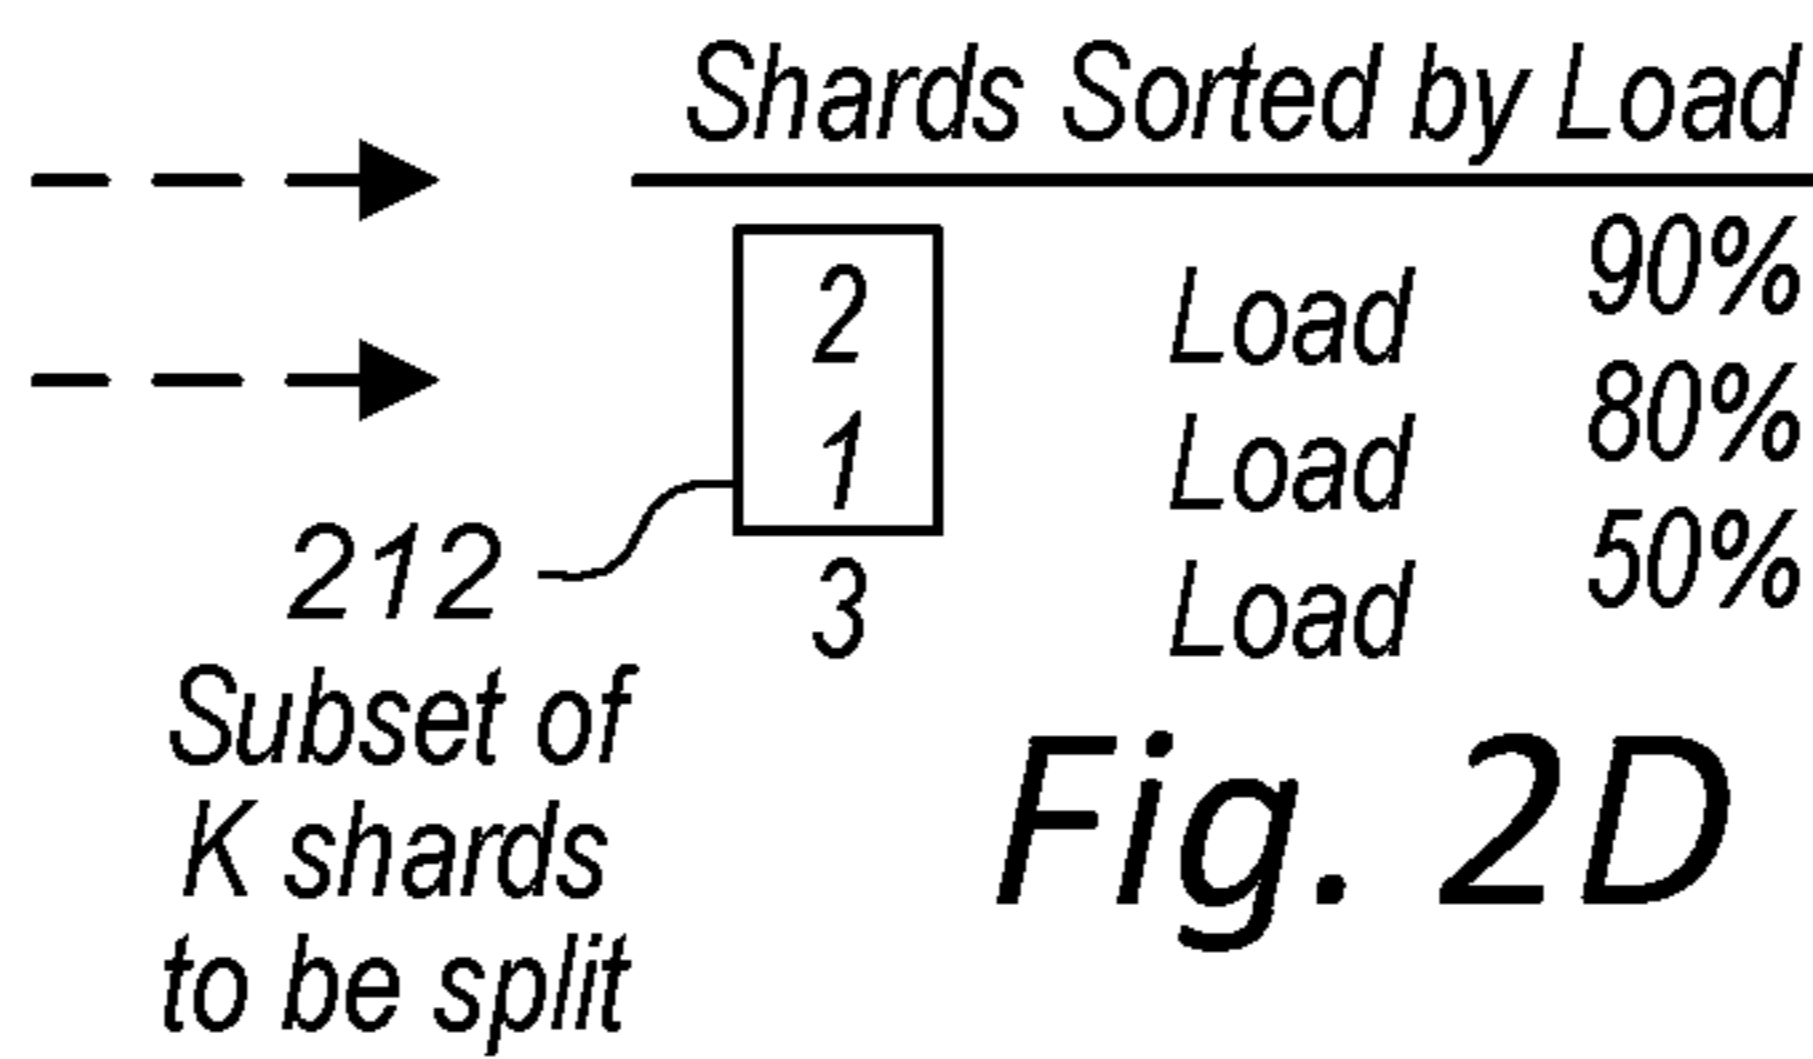 Shards Sorted by Load
2 Load 90%
1 Load 80%
3 Load 50%
212
Subset of
K shards
to be split
Fig. 2D